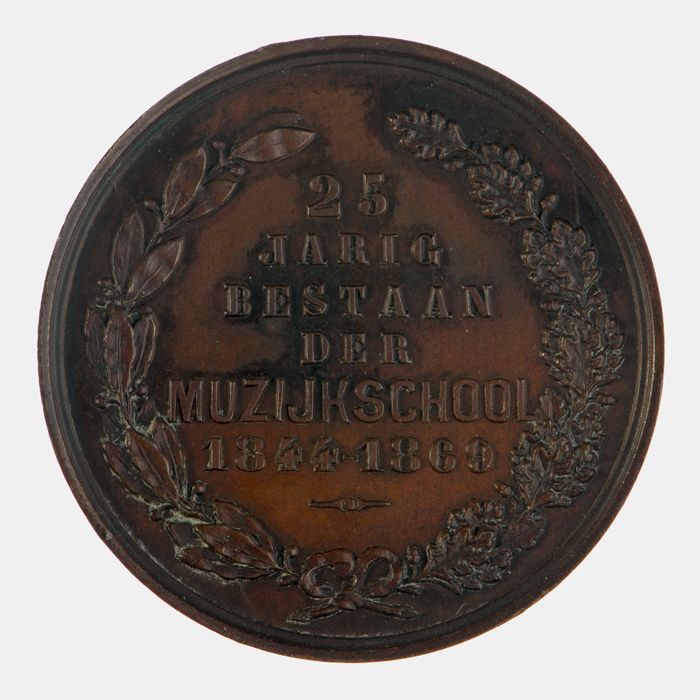 25
JARIG
BESTAAN
DER
MUZIJKSCHOOL
1844-1869